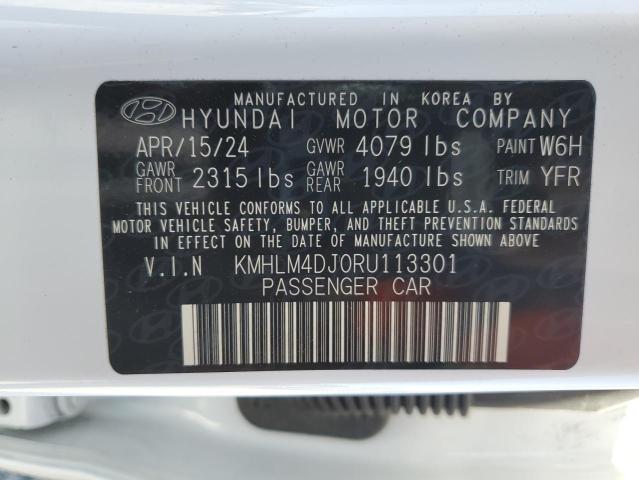 MANUFACTURED IN KOREA BY
HYUNDAI MOTOR COMPANY
APR/15/24 GVWR 4079 lbs PAINT W6H
GAWR FRONT 2315 lbs GAWR REAR 1940 lbs TRIM YFR
THIS VEHICLE CONFORMS TO ALL APPLICABLE U.S.A. FEDERAL
MOTOR VEHICLE SAFETY, BUMPER, AND THEFT PREVENTION STANDARDS
IN EFFECT ON THE DATE OF MANUFACTURE SHOWN ABOVE
V.I.N KMHLM4DJ0RU113301
PASSENGER CAR